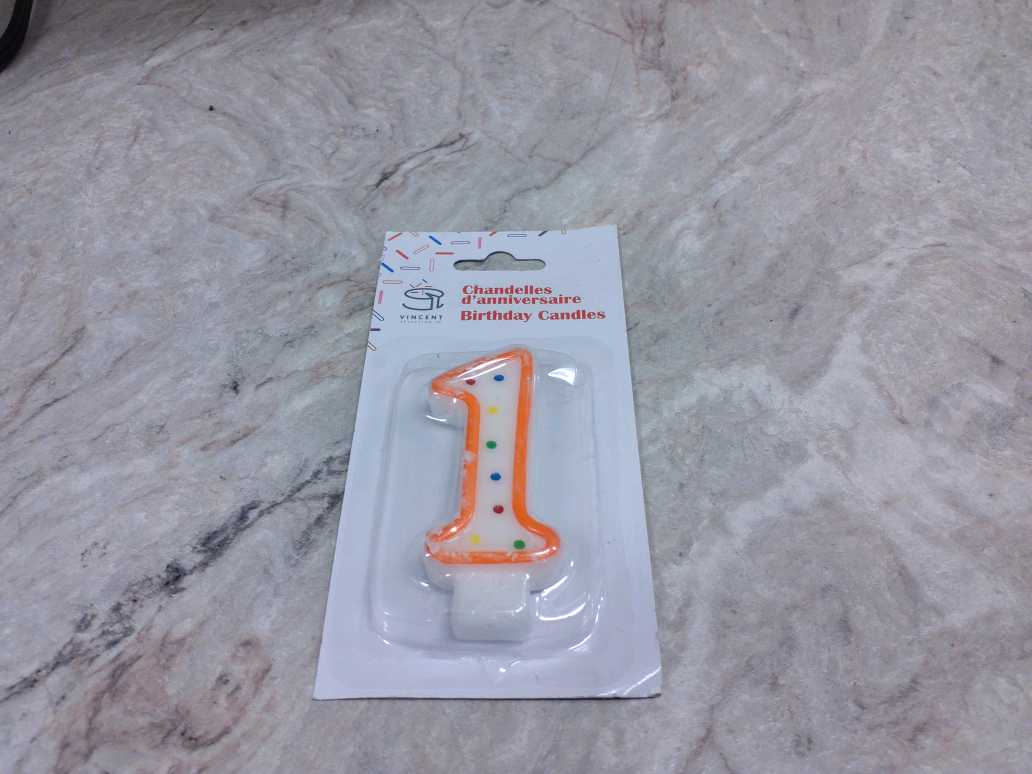 Chandelles
d'anniversaire
Birthday Candles
VINCENT
1